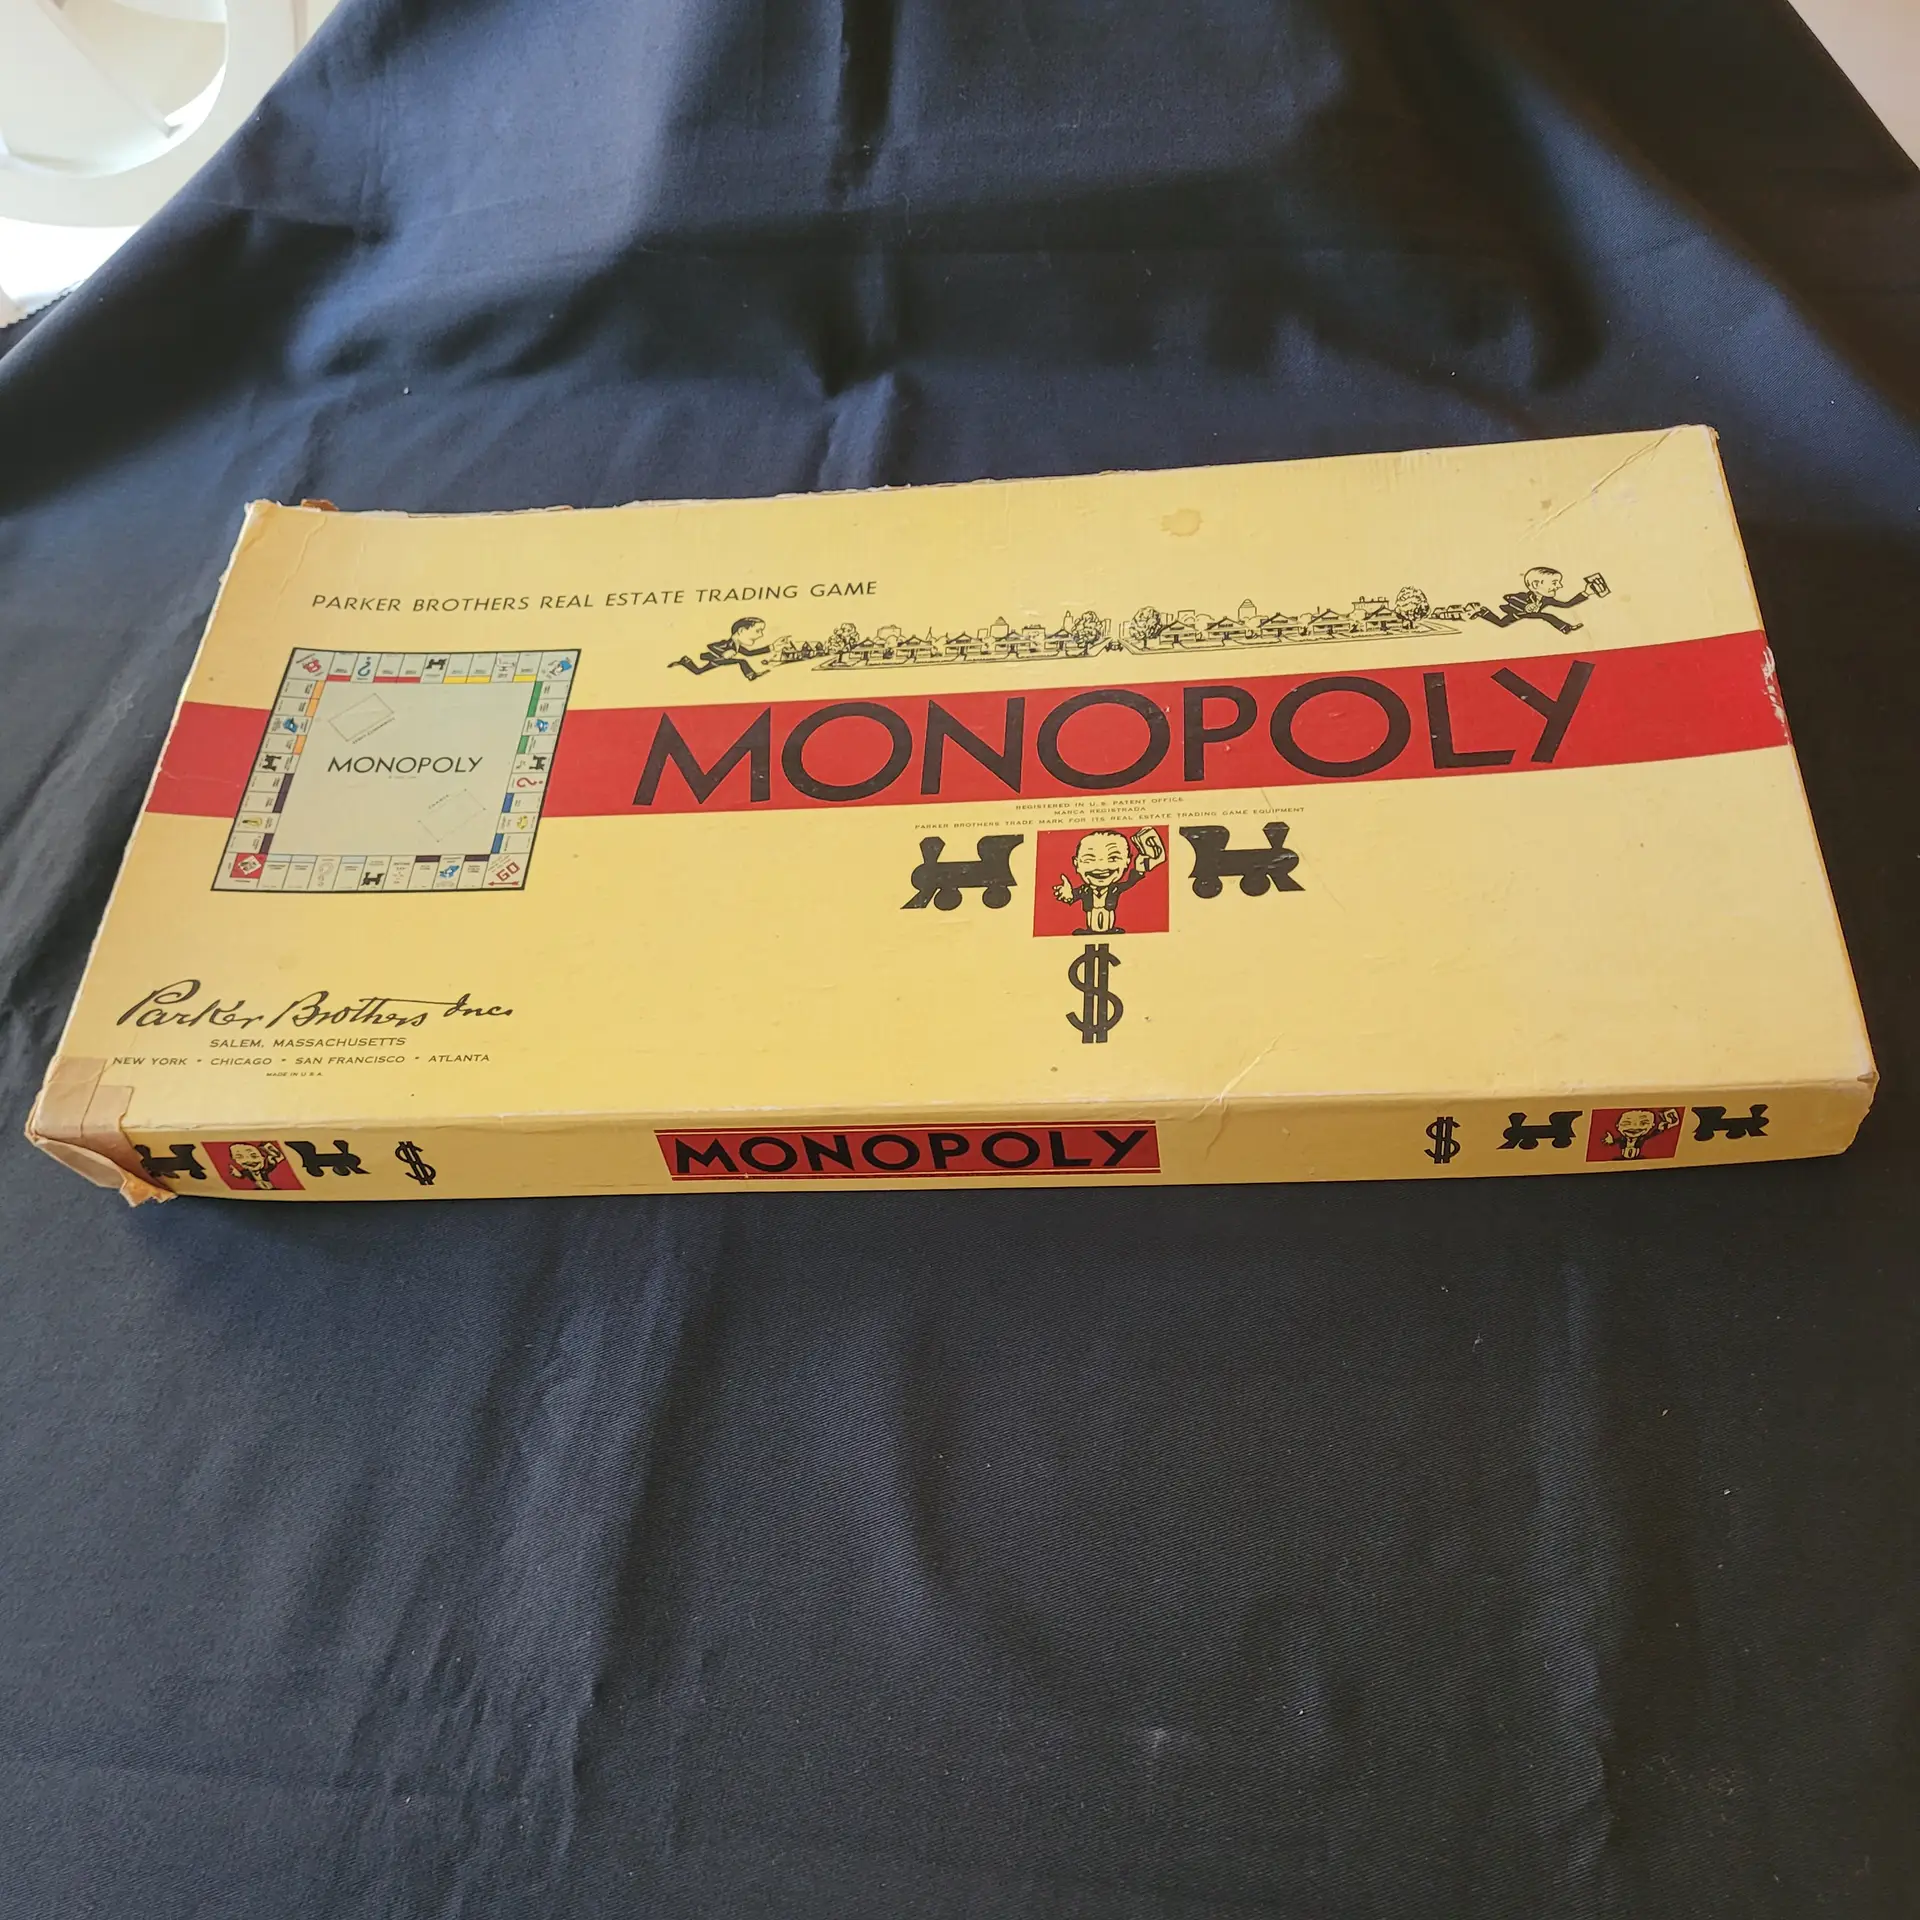 PARKER BROTHERS REAL ESTATE TRADING GAME
MONOPOLY
MONOPOLY
GO
REGISTERED IN U.S. PATENT OFFICE
MARCA REGISTRADA
PARKER BROTHERS TRADE MARK FOR ITS REAL ESTATE TRADING GAME EQUIPMENT
$
Parker Brothers Inc.
SALEM, MASSACHUSETTS
NEW YORK • CHICAGO • SAN FRANCISCO • ATLANTA
MADE IN U.S.A.
$ MONOPOLY $